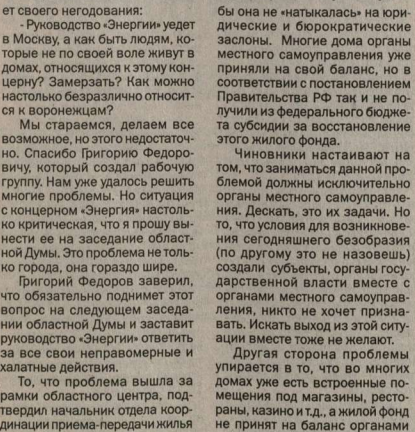 ет своего негодования:
- Руководство «Энергии» уедет
в Москву, а как быть людям, ко-
торые не по своей воле живут в
домах, относящихся к этому кон-
церну? Замерзать? Как можно
настолько безразлично относит-
ся к воронежцам?
Мы стараемся, делаем все
возможное, но этого недостаточ-
но. Спасибо Григорию Федоро-
вичу, который создал рабочую
группу. Нам уже удалось решить
многие проблемы. Но ситуация
с концерном «Энергия» настоль-
ко критическая, что я прошу вы-
нести ее на заседание област-
ной Думы. Это проблема не толь-
ко города, она гораздо шире.
Григорий Федоров заверил,
что обязательно поднимет этот
вопрос на следующем заседа-
нии областной Думы и заставит
руководство «Энергии» ответить
за все свои неправомерные и
халатные действия.
То, что проблема вышла за
рамки областного центра, под-
твердил начальник отдела коор-
динации приема-передачи жилья
бы она не «натыкалась» на юри-
дические и бюрократические
заслоны. Многие дома органы
местного самоуправления уже
приняли на свой баланс, но в
соответствии с постановлением
Правительства РФ так и не по-
лучили из федерального бюдже-
та субсидии за восстановление
этого жилого фонда.
Чиновники настаивают на
том, что заниматься данной про-
блемой должны исключительно
органы местного самоуправле-
ния. Дескать, это их задачи. Но
то, что условия для возникнове-
ния сегодняшнего безобразия
(по другому это не назовешь)
создали субъекты, органы госу-
дарственной власти вместе с
органами местного самоуправ-
ления, никто не хочет призна-
вать. Искать выход из этой ситу-
ации вместе тоже не желают.
Другая сторона проблемы
упирается в то, что во многих
домах уже есть встроенные по-
мещения под магазины, ресто-
раны, казино и т.д., а жилой фонд
не принят на баланс органами